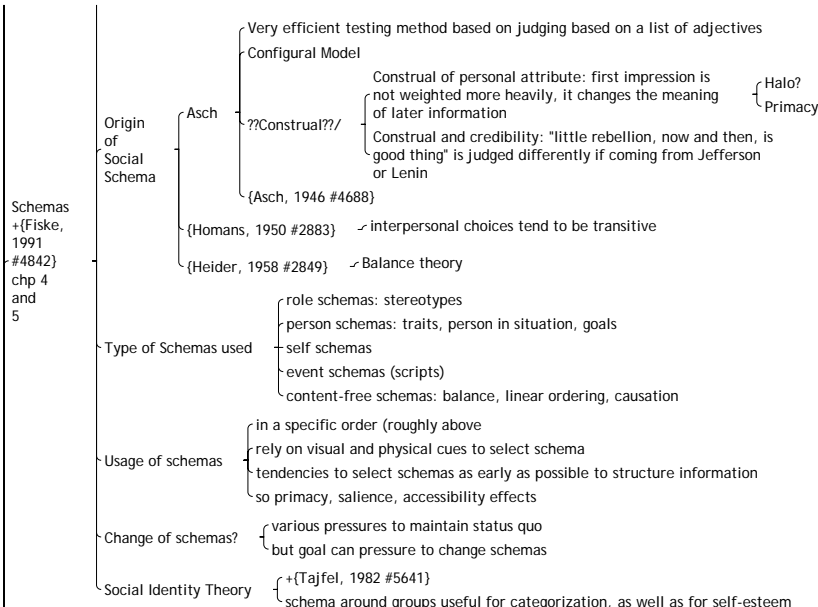 Schemas
+{Fiske,
1991
#4842}
chp 4
and
5
Origin
of
Social
Schema
Asch
Very efficient testing method based on judging based on a list of adjectives
Configural Model
??Construal??/
Construal of personal attribute: first impression is
not weighted more heavily, it changes the meaning
of later information
Halo?
Primacy
Construal and credibility: "little rebellion, now and then, is
good thing" is judged differently if coming from Jefferson
or Lenin
{Asch, 1946 #4688}
{Homans, 1950 #2883}
interpersonal choices tend to be transitive
{Heider, 1958 #2849}
Balance theory
Type of Schemas used
role schemas: stereotypes
person schemas: traits, person in situation, goals
self schemas
event schemas (scripts)
content-free schemas: balance, linear ordering, causation
Usage of schemas
in a specific order (roughly above
rely on visual and physical cues to select schema
tendencies to select schemas as early as possible to structure information
so primacy, salience, accessibility effects
Change of schemas?
various pressures to maintain status quo
but goal can pressure to change schemas
Social Identity Theory
+{Tajfel, 1982 #5641}
schema around groups useful for categorization, as well as for self-esteem